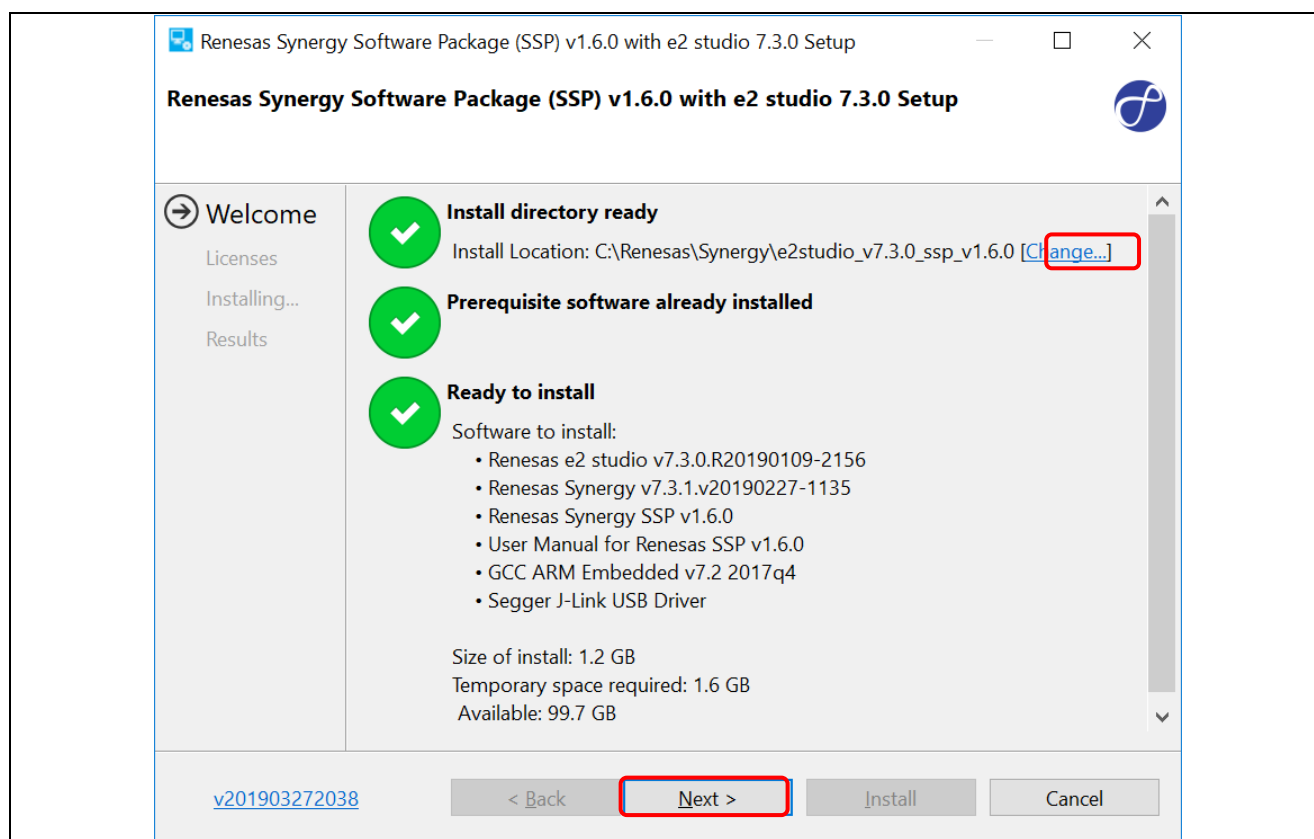 Renesas Synergy Software Package (SSP) v1.6.0 with e2 studio 7.3.0 Setup
Renesas Synergy Software Package (SSP) v1.6.0 with e2 studio 7.3.0 Setup
Welcome
Licenses
Installing...
Results
Install directory ready
Install Location: C:\Renesas\Synergy\e2studio_v7.3.0_ssp_v1.6.0 [Change...]
Prerequisite software already installed
Ready to install
Software to install:
• Renesas e2 studio v7.3.0.R20190109-2156
• Renesas Synergy v7.3.1.v20190227-1135
• Renesas Synergy SSP v1.6.0
• User Manual for Renesas SSP v1.6.0
• GCC ARM Embedded v7.2 2017q4
• Segger J-Link USB Driver
Size of install: 1.2 GB
Temporary space required: 1.6 GB
Available: 99.7 GB
v201903272038 < Back Next > Install Cancel